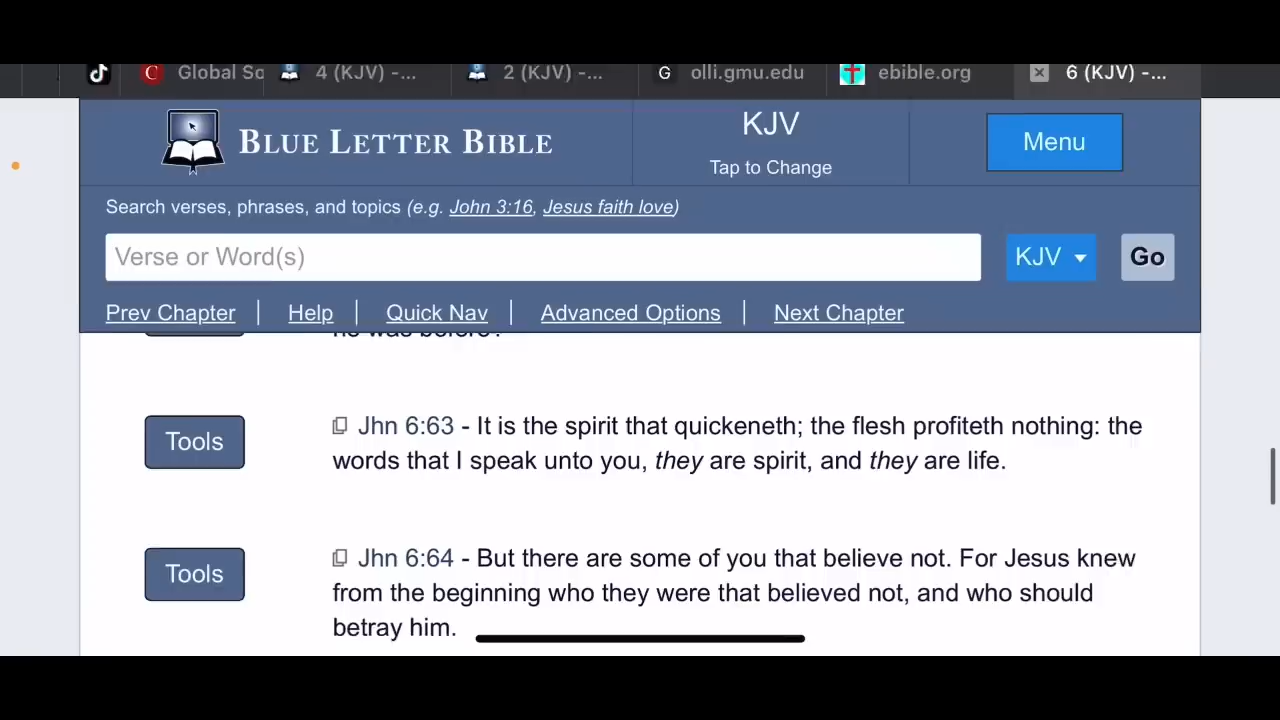 Global Sc
4 (KJV) -...
2 (KJV) -...
G
olli.gmu.edu
ebible.org
6 (KJV) -...
BLUE LETTER BIBLE
KJV
Tap to Change
Menu
Search verses, phrases, and topics (e.g. John 3:16, Jesus faith love)
Verse or Word(s)
KJV
Go
Prev Chapter
Help
Quick Nav
Advanced Options
Next Chapter
he was before?
Tools
Jhn 6:63 - It is the spirit that quickeneth; the flesh profiteth nothing: the
words that I speak unto you, they are spirit, and they are life.
Tools
Jhn 6:64 - But there are some of you that believe not. For Jesus knew
from the beginning who they were that believed not, and who should
betray him.